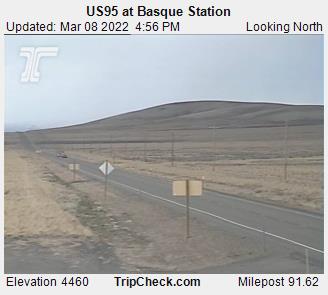 US95 at Basque Station
Updated: Mar 08 2022 4:56 PM Looking North
Elevation 4460 TripCheck.com Milepost 91.62